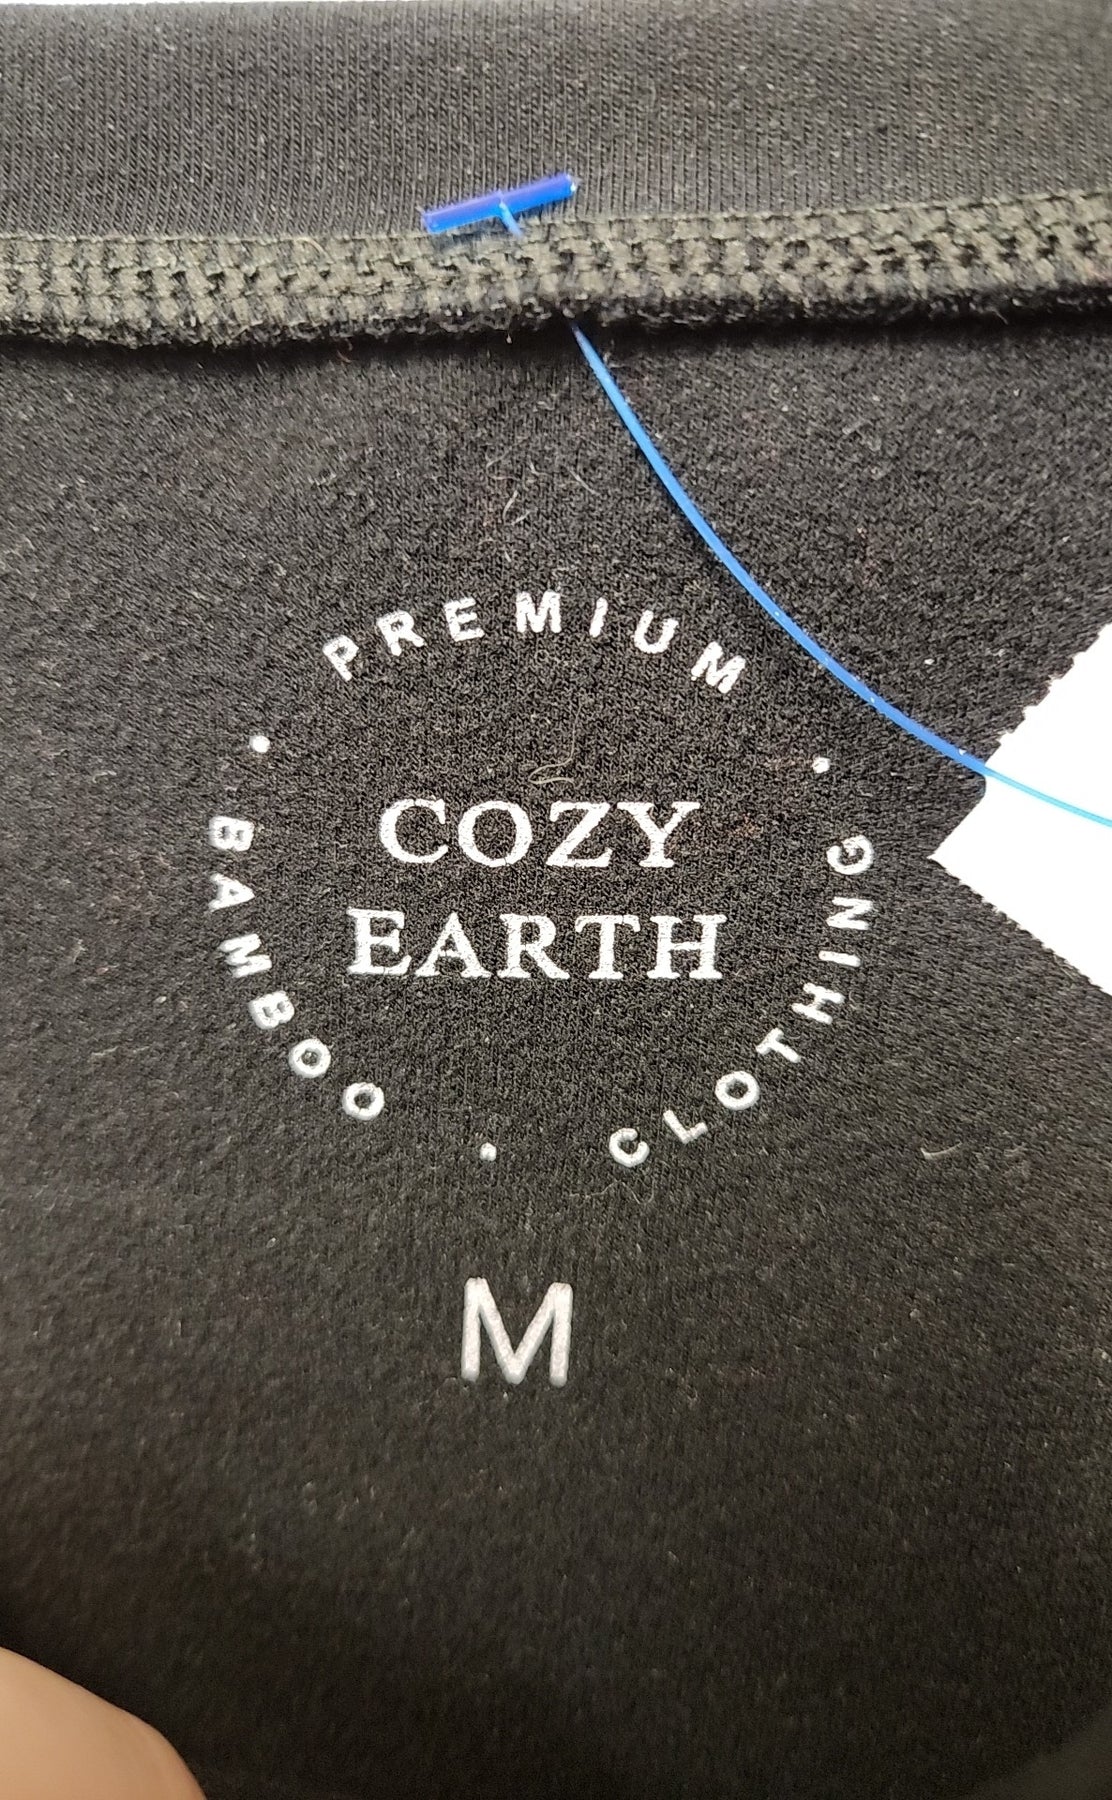 PREMIUM
COZY
EARTH
BAMBOO · CLOTHING ·
M